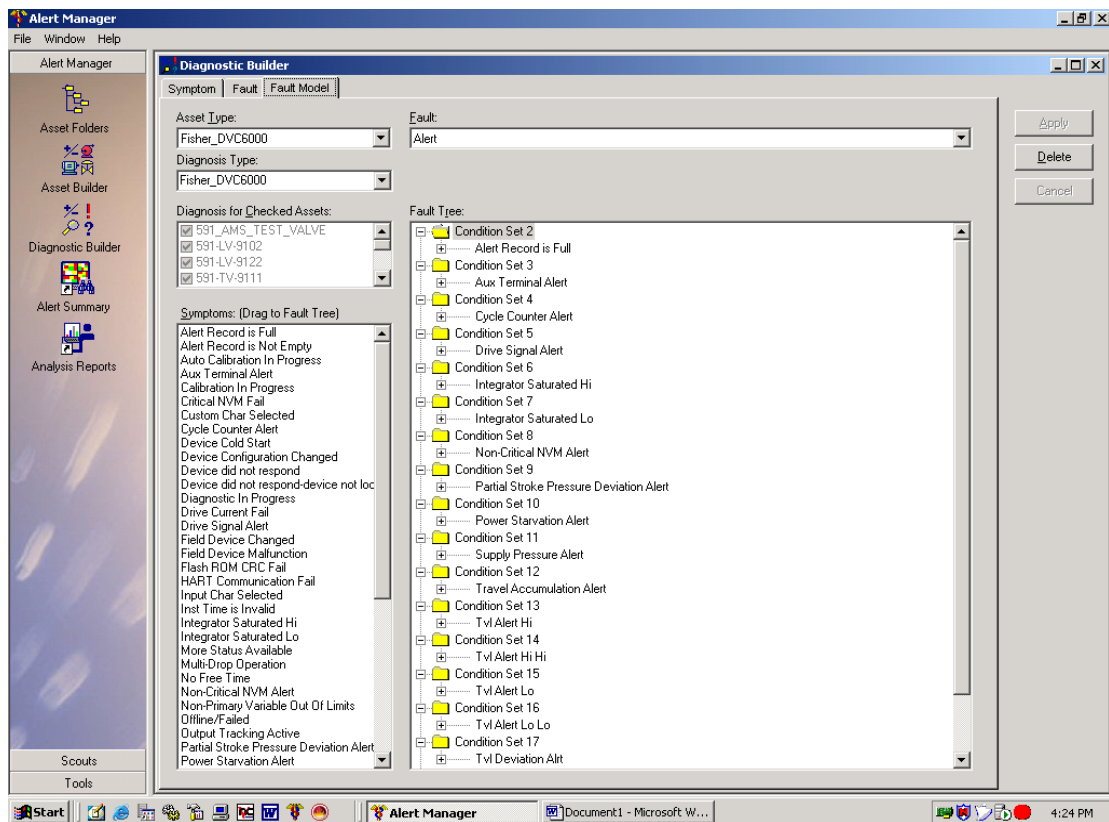 Alert Manager
File Window Help
Alert Manager
Asset Folders
Asset Builder
Diagnostic Builder
Alert Summary
Analysis Reports
Scouts
Tools
Diagnostic Builder
Symptom Fault Fault Model
Asset Type:
Fisher_DVC6000
Diagnosis Type:
Fisher_DVC6000
Diagnosis for Checked Assets:
591_AMS_TEST_VALVE
591-LV-9102
591-LV-9122
591-TV-9111
Symptoms: (Drag to Fault Tree)
Alert Record is Full
Alert Record is Not Empty
Auto Calibration In Progress
Aux Terminal Alert
Calibration In Progress
Critical NVM Fail
Custom Char Selected
Cycle Counter Alert
Device Cold Start
Device Configuration Changed
Device did not respond
Device did not respond-device not loc
Diagnostic In Progress
Drive Current Fail
Drive Signal Alert
Field Device Changed
Field Device Malfunction
Flash ROM CRC Fail
HART Communication Fail
Input Char Selected
Inst Time is Invalid
Integrator Saturated Hi
Integrator Saturated Lo
More Status Available
Multi-Drop Operation
No Free Time
Non-Critical NVM Alert
Non-Primary Variable Out Of Limits
Offline/Failed
Output Tracking Active
Partial Stroke Pressure Deviation Alert
Power Starvation Alert
Fault:
Alert
Fault Tree:
Condition Set 2
Alert Record is Full
Condition Set 3
Aux Terminal Alert
Condition Set 4
Cycle Counter Alert
Condition Set 5
Drive Signal Alert
Condition Set 6
Integrator Saturated Hi
Condition Set 7
Integrator Saturated Lo
Condition Set 8
Non-Critical NVM Alert
Condition Set 9
Partial Stroke Pressure Deviation Alert
Condition Set 10
Power Starvation Alert
Condition Set 11
Supply Pressure Alert
Condition Set 12
Travel Accumulation Alert
Condition Set 13
Tvl Alert Hi
Condition Set 14
Tvl Alert Hi Hi
Condition Set 15
Tvl Alert Lo
Condition Set 16
Tvl Alert Lo Lo
Condition Set 17
Tvl Deviation Alrt
Apply
Delete
Cancel
Start
Alert Manager
Document1 - Microsoft W...
4:24 PM